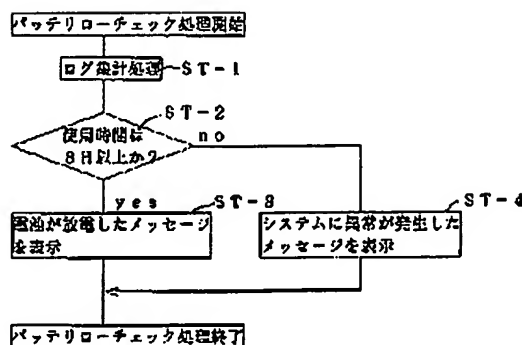 バッテリローチェック処理開始
ログ集計処理 ST-1
ST-2
使用時間は no
8H以上か?
yes ST-3 ST-4
電池が放電したメッセージ システムに異常が発生した
を表示 メッセージを表示
バッテリローチェック処理終了